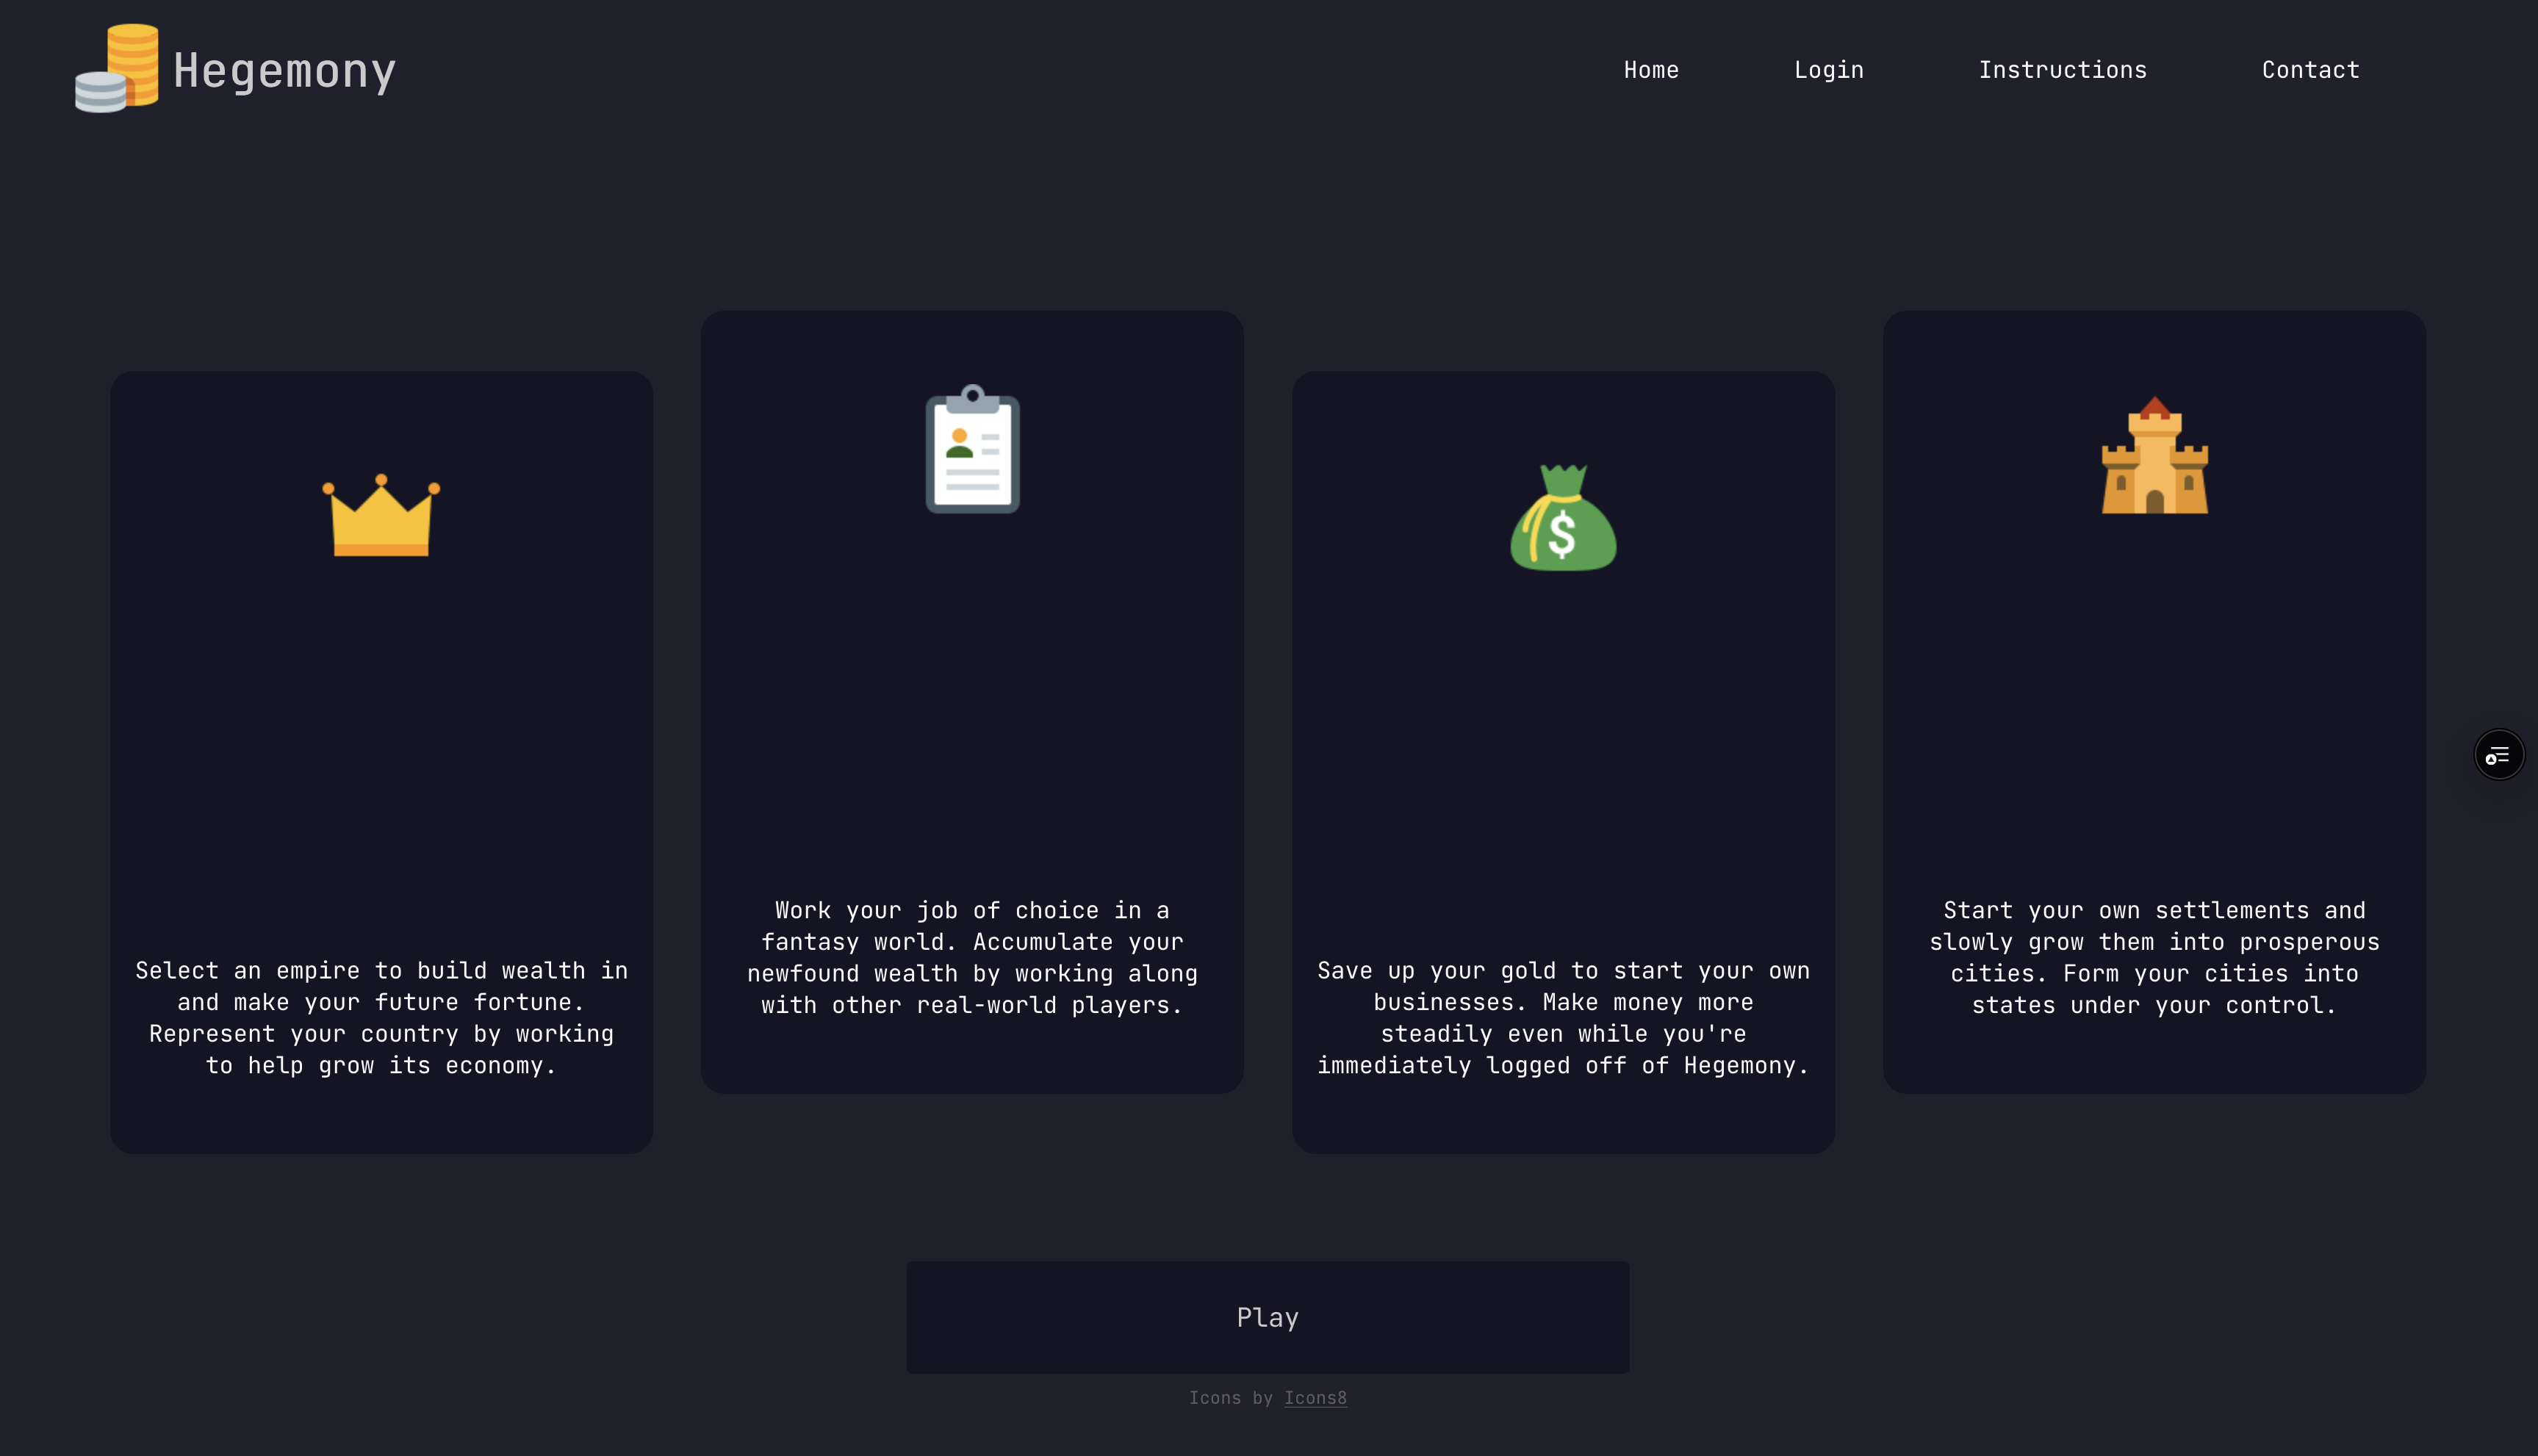 Hegemony
Home
Login
Instructions
Contact
Select an empire to build wealth in
and make your future fortune.
Represent your country by working
to help grow its economy.
Work your job of choice in a
fantasy world. Accumulate your
newfound wealth by working along
with other real-world players.
$
Save up your gold to start your own
businesses. Make money more
steadily even while you're
immediately logged off of Hegemony.
Start your own settlements and
slowly grow them into prosperous
cities. Form your cities into
states under your control.
Play
Icons by Icons8